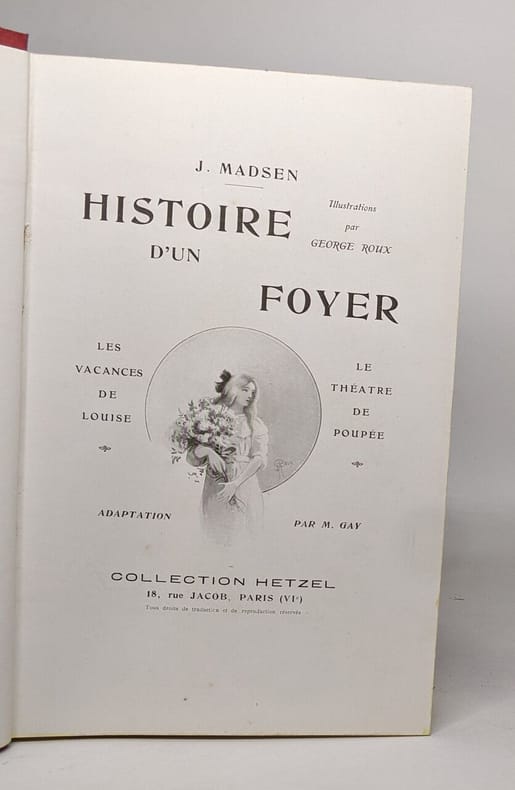 J. MADSEN
HISTOIRE
D'UN
FOYER
Illustrations
par
GEORGE ROUX
LES
VACANCES
DE
LOUISE
LE
THÉATRE
DE
POUPÉE
ADAPTATION
PAR M. GAY
COLLECTION HETZEL
18, rue JACOB, PARIS (VIe)
Tous droits de traduction et de reproduction réservés